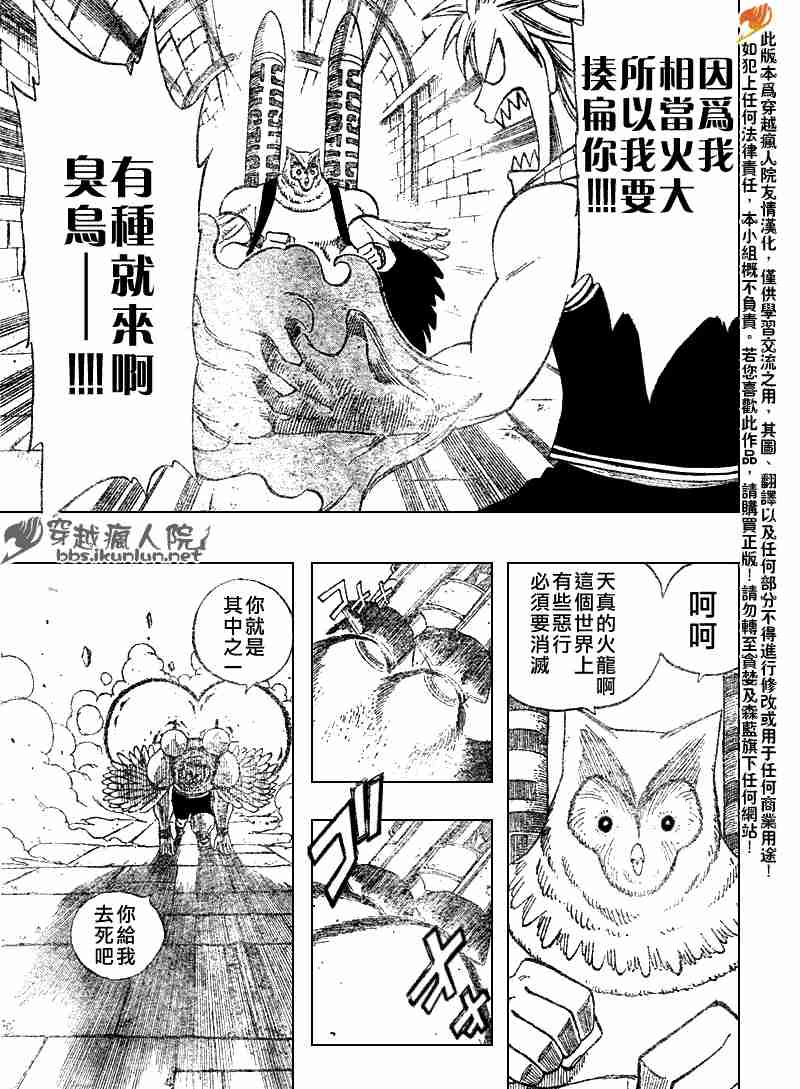 因爲我
相當火大
所以我要
揍扁你!!!!
有種就來啊
臭鳥——!!!!
呵呵
天真的火龍啊
這個世界上
有些惡行
必須要消滅
ブ
メキ
你就是
其中之一
你給我
去死吧
穿越瘋人院
bbs.ikunlun.net
此版本爲穿越瘋人院友情漢化，僅供學習交流之用，其圖、翻譯以及任何部分不得進行修改或用于任何商業用途！
如犯上任何法律責任，本小組概不負責。若您喜歡此作品，請購買正版！請勿轉至貪婪及森藍旗下任何網站！